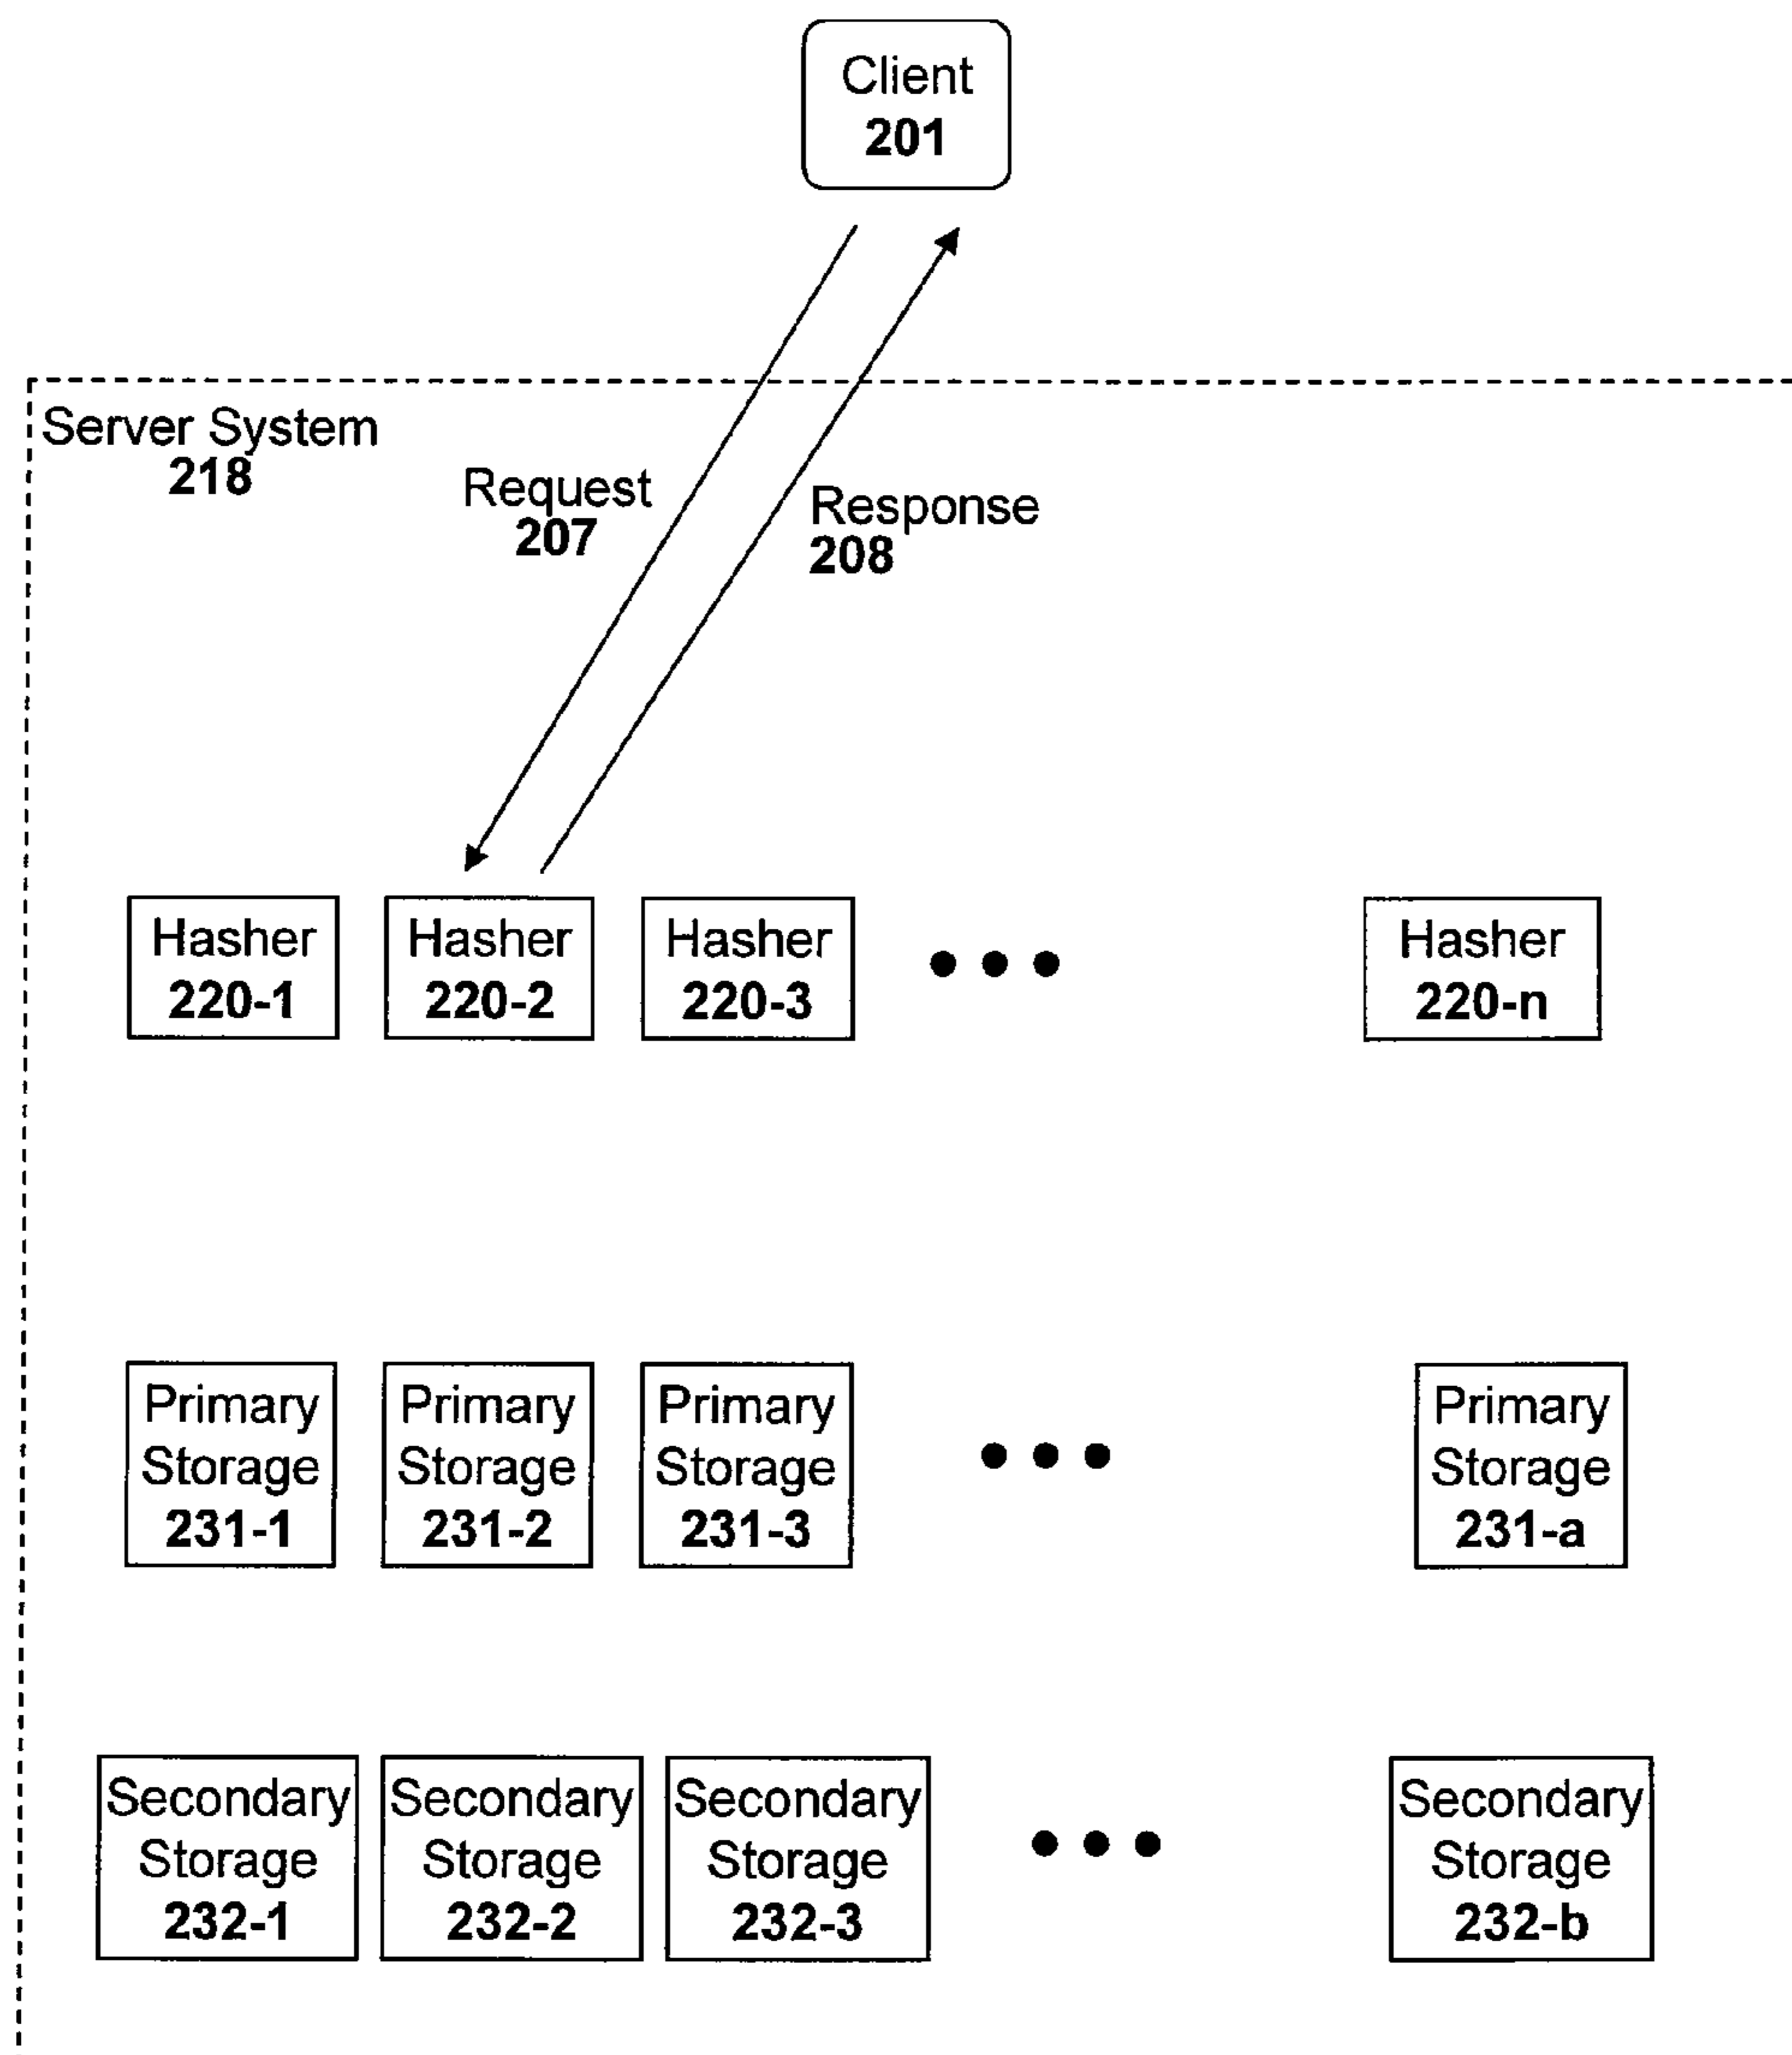 Client
201
Server System
218
Request
207
Response
208
Hasher
220-1
Hasher
220-2
Hasher
220-3
Hasher
220-n
Primary
Storage
231-1
Primary
Storage
231-2
Primary
Storage
231-3
Primary
Storage
231-a
Secondary
Storage
232-1
Secondary
Storage
232-2
Secondary
Storage
232-3
Secondary
Storage
232-b